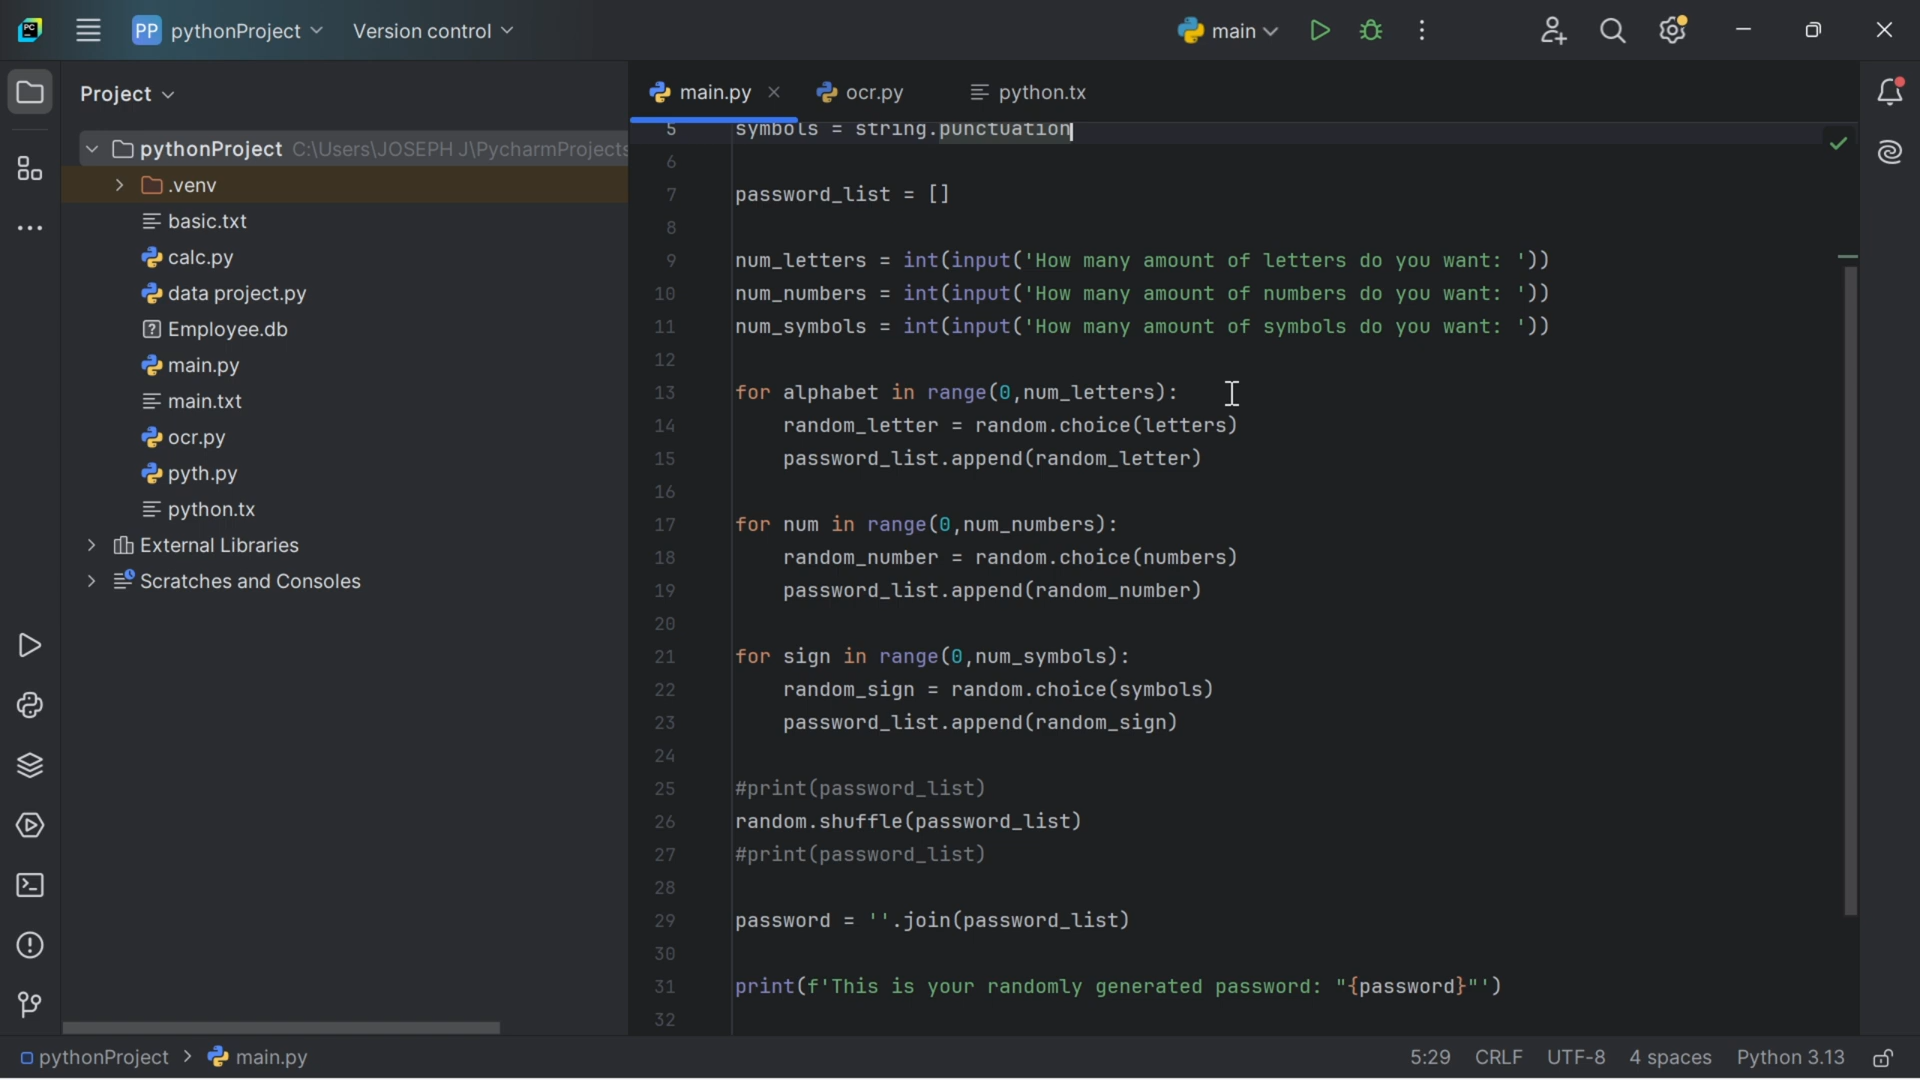 PC
PP pythonProject Version control main
Project
main.py ocr.py python.tx
pythonProject C:\Users\JOSEPH J\PycharmProjects
.venv
basic.txt
calc.py
data project.py
Employee.db
main.py
main.txt
ocr.py
pyth.py
python.tx
External Libraries
Scratches and Consoles
5 symbols = string.punctuation
6
7 password_list = []
8
9 num_letters = int(input('How many amount of letters do you want: '))
10 num_numbers = int(input('How many amount of numbers do you want: '))
11 num_symbols = int(input('How many amount of symbols do you want: '))
12
13 for alphabet in range(0,num_letters):
14 random_letter = random.choice(letters)
15 password_list.append(random_letter)
16
17 for num in range(0,num_numbers):
18 random_number = random.choice(numbers)
19 password_list.append(random_number)
20
21 for sign in range(0,num_symbols):
22 random_sign = random.choice(symbols)
23 password_list.append(random_sign)
24
25 #print(password_list)
26 random.shuffle(password_list)
27 #print(password_list)
28
29 password = ''.join(password_list)
30
31 print(f'This is your randomly generated password: "{password}"')
32
pythonProject > main.py 5:29 CRLF UTF-8 4 spaces Python 3.13